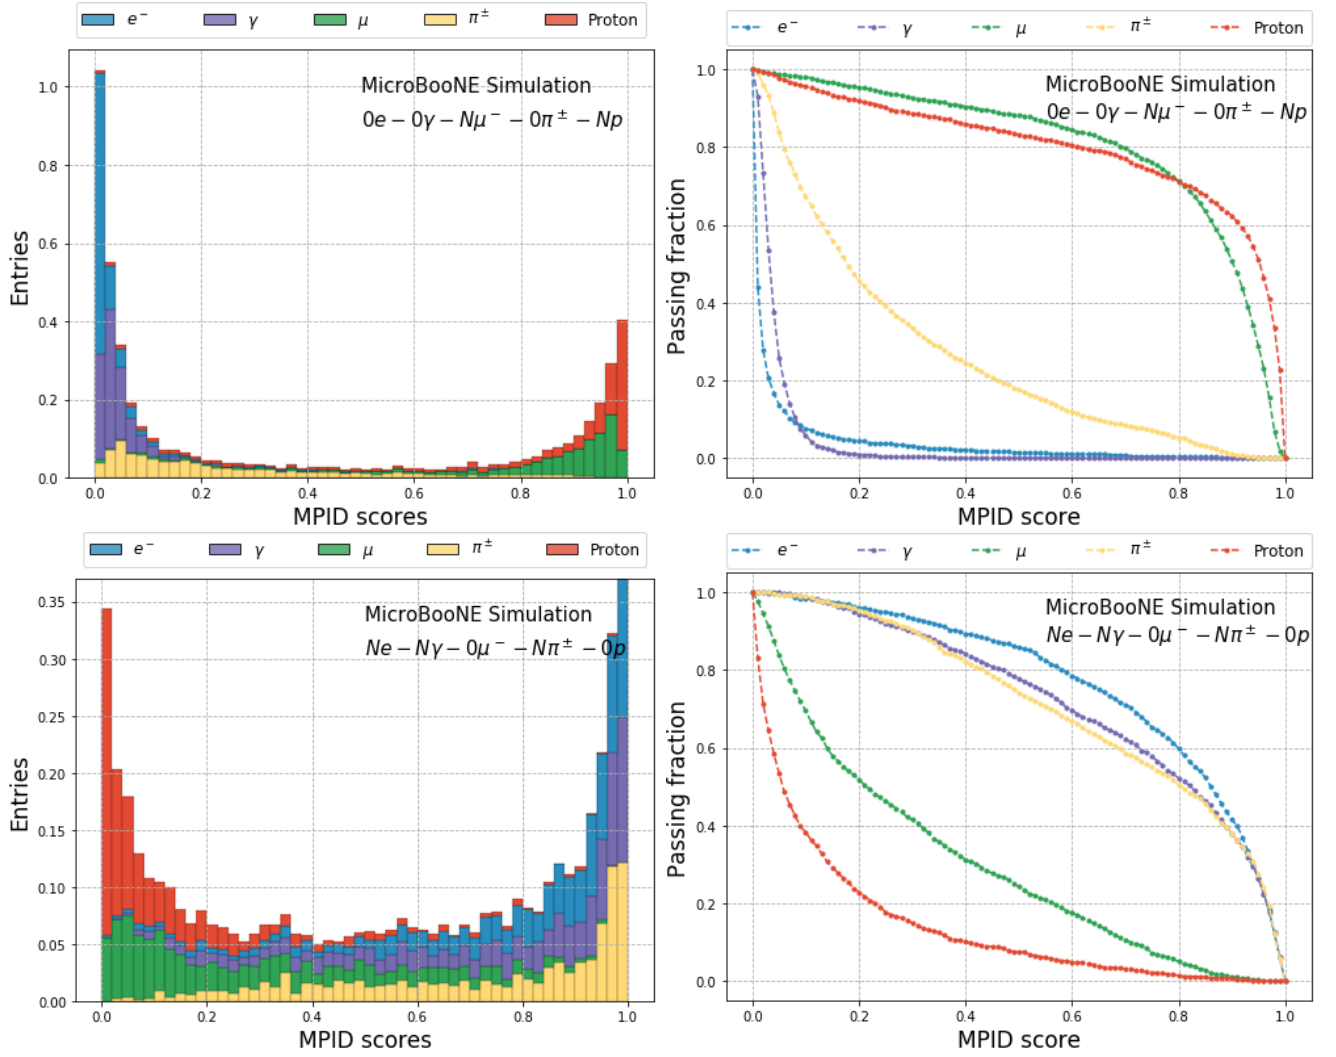 e⁻ γ μ π± Proton
MicroBooNE Simulation
0e − 0γ − Nμ⁻ − 0π± − Np
Entries
1.0
0.8
0.6
0.4
0.2
0.0
0.0 0.2 0.4 0.6 0.8 1.0
MPID scores
e⁻ γ μ π± Proton
MicroBooNE Simulation
0e − 0γ − Nμ⁻ − 0π± − Np
Passing fraction
1.0
0.8
0.6
0.4
0.2
0.0
0.0 0.2 0.4 0.6 0.8 1.0
MPID score
e⁻ γ μ π± Proton
MicroBooNE Simulation
Ne − Nγ − 0μ⁻ − Nπ± − 0p
Entries
0.35
0.30
0.25
0.20
0.15
0.10
0.05
0.00
0.0 0.2 0.4 0.6 0.8 1.0
MPID scores
e⁻ γ μ π± Proton
MicroBooNE Simulation
Ne − Nγ − 0μ⁻ − Nπ± − 0p
Passing fraction
1.0
0.8
0.6
0.4
0.2
0.0
0.0 0.2 0.4 0.6 0.8 1.0
MPID score